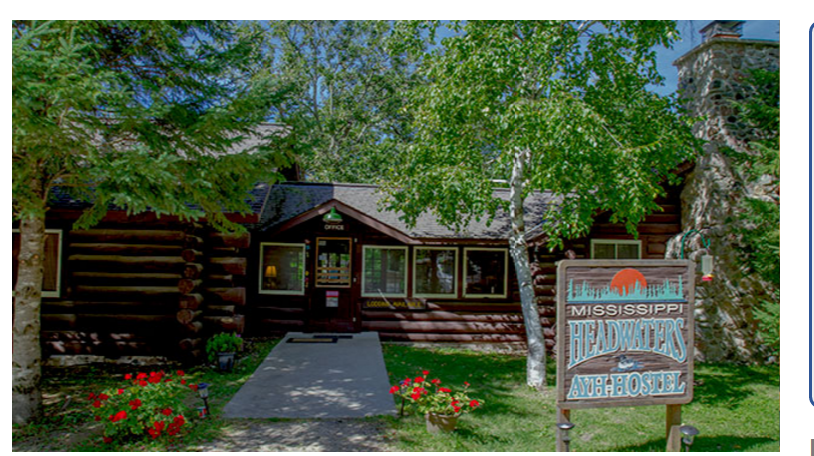 OFFICE
MISSISSIPPI
HEADWATERS
AYH-HOSTEL